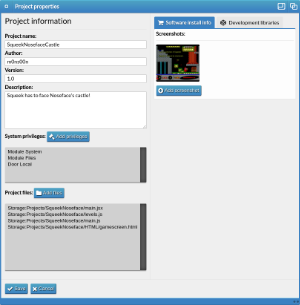 Project properties
Project information
Project name:
SqueekNosefaceCastle
Author:
Version:
1.0
Description:
Squeek has to face Noseface's castle!
System privileges:
Add privileges
Module System
Module Files
Door Local
Project files:
Add files
Storage:Projects/SqueekNoseface/main.jsx
Storage:Projects/SqueekNoseface/levels.js
Storage:Projects/SqueekNoseface/main.js
Storage:Projects/SqueekNoseface/HTML/gamescreen.html
Save
Cancel
Software install info
Development libraries
Screenshots:
Add screenshot